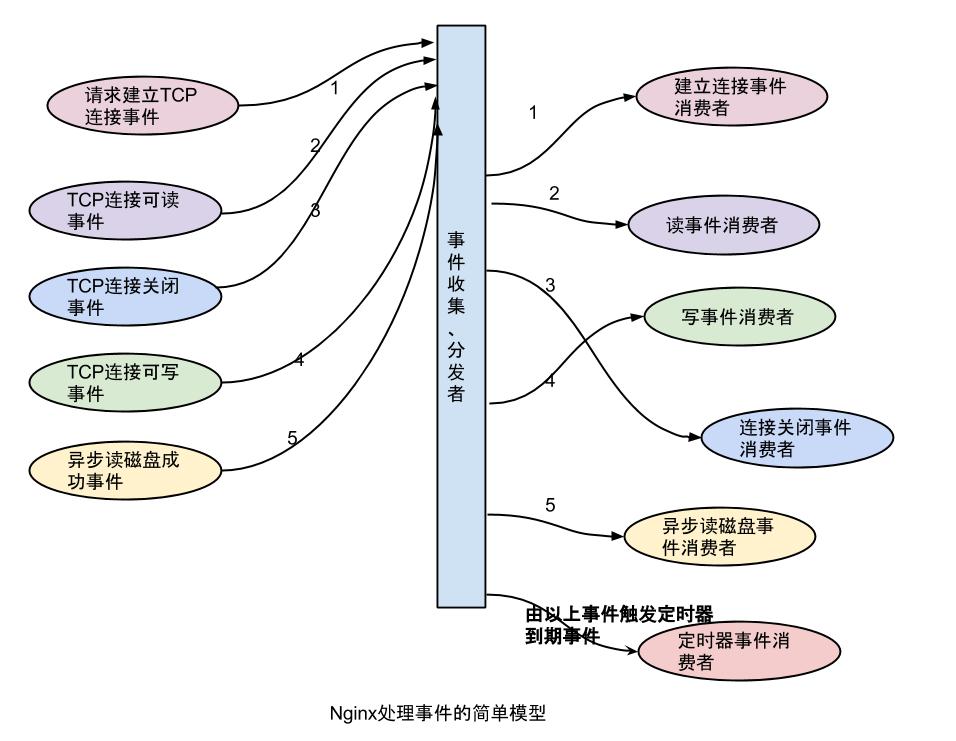 请求建立TCP
连接事件
1
TCP连接可读
事件
2
TCP连接关闭
事件
3
TCP连接可写
事件
4
异步读磁盘成
功事件
5
事件收集、分发者
1
建立连接事件
消费者
2
读事件消费者
3
写事件消费者
4
连接关闭事件
消费者
5
异步读磁盘事
件消费者
由以上事件触发定时器
到期事件
定时器事件消
费者
Nginx处理事件的简单模型